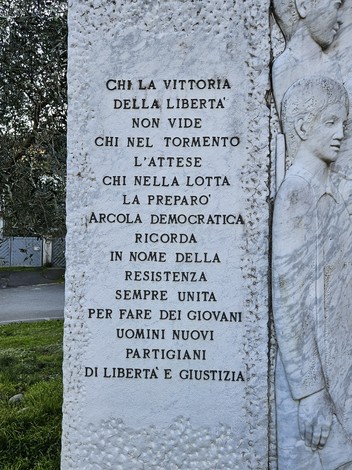 CHI LA VITTORIA
DELLA LIBERTA'
NON VIDE
CHI NEL TORMENTO
L'ATTESE
CHI NELLA LOTTA
LA PREPARO'
ARCOLA DEMOCRATICA
RICORDA
IN NOME DELLA
RESISTENZA
SEMPRE UNITA
PER FARE DEI GIOVANI
UOMINI NUOVI
PARTIGIANI
DI LIBERTA' E GIUSTIZIA